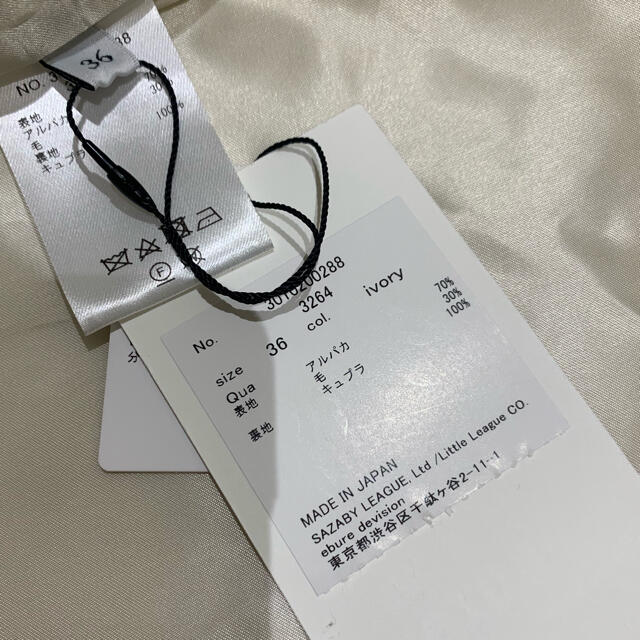 36
NO. 3
表地
アルパカ
毛 30%
裏地
キュプラ 100%
F
No. 3016200288
3264
size 36 col. ivory
Qua
表地 アルパカ 70%
毛 30%
裏地 キュプラ 100%
MADE IN JAPAN
SAZABY LEAGUE, Ltd /Little League CO.
ebure devision
東京都渋谷区千駄ヶ谷2-11-1